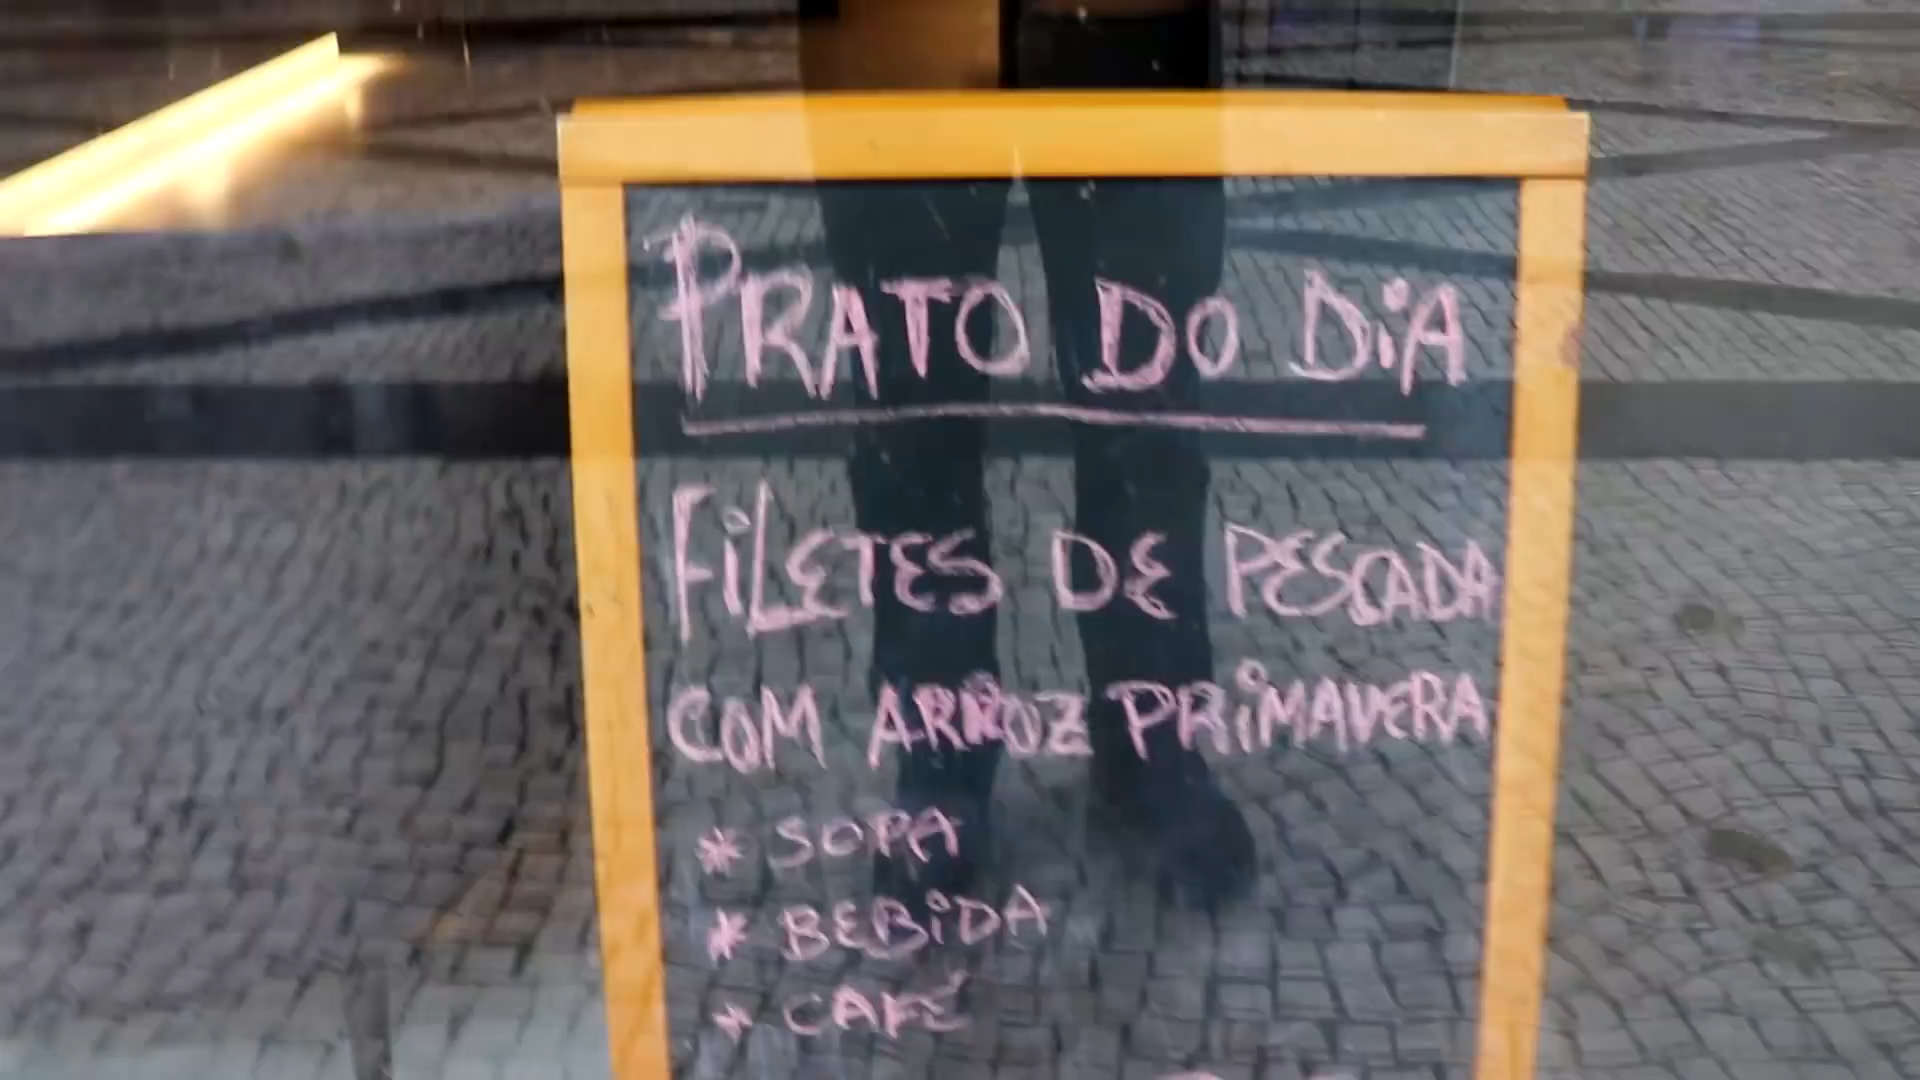 PRATO DO DiA
FiLETES DE PESCADA
COM ARROZ PRiMAVERA
* SOPA
* BEBiDA
* CAFÉ